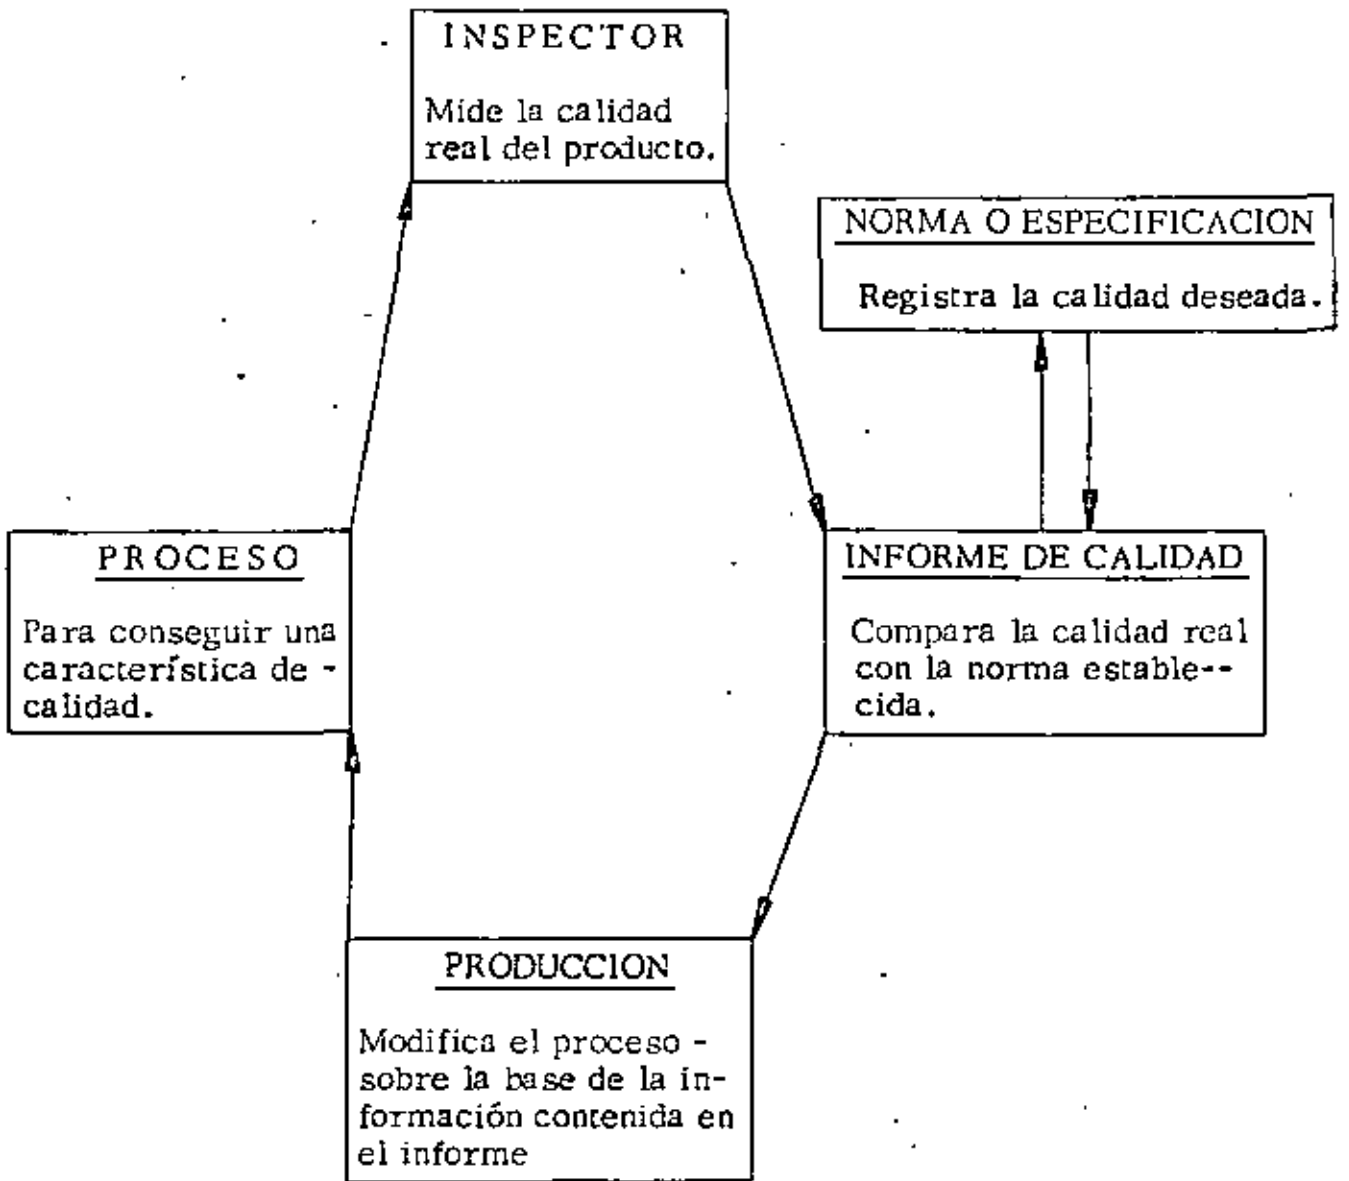 INSPECTOR
Mide la calidad
real del producto.
NORMA O ESPECIFICACION
Registra la calidad deseada.
PROCESO
Para conseguir una
característica de -
calidad.
INFORME DE CALIDAD
Compara la calidad real
con la norma estable--
cida.
PRODUCCION
Modifica el proceso -
sobre la base de la in-
formación contenida en
el informe